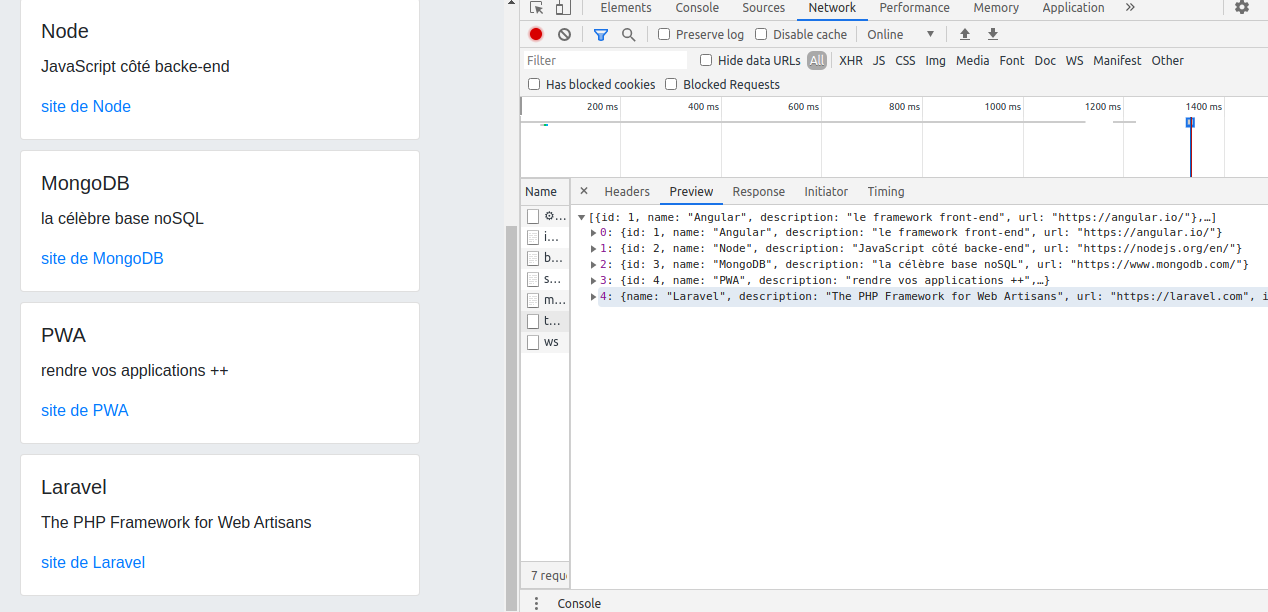 Node
JavaScript côté backe-end
site de Node
MongoDB
la célèbre base noSQL
site de MongoDB
PWA
rendre vos applications ++
site de PWA
Laravel
The PHP Framework for Web Artisans
site de Laravel
Elements Console Sources Network Performance Memory Application
Preserve log Disable cache Online
Filter Hide data URLs All XHR JS CSS Img Media Font Doc WS Manifest Other
Has blocked cookies Blocked Requests
200 ms 400 ms 600 ms 800 ms 1000 ms 1200 ms 1400 ms
Name × Headers Preview Response Initiator Timing
...
i...
b...
s...
m...
t...
ws
[{id: 1, name: "Angular", description: "le framework front-end", url: "https://angular.io/"},…]
0: {id: 1, name: "Angular", description: "le framework front-end", url: "https://angular.io/"}
1: {id: 2, name: "Node", description: "JavaScript côté backe-end", url: "https://nodejs.org/en/"}
2: {id: 3, name: "MongoDB", description: "la célèbre base noSQL", url: "https://www.mongodb.com/"}
3: {id: 4, name: "PWA", description: "rendre vos applications ++",…}
4: {name: "Laravel", description: "The PHP Framework for Web Artisans", url: "https://laravel.com", i
7 requ
Console